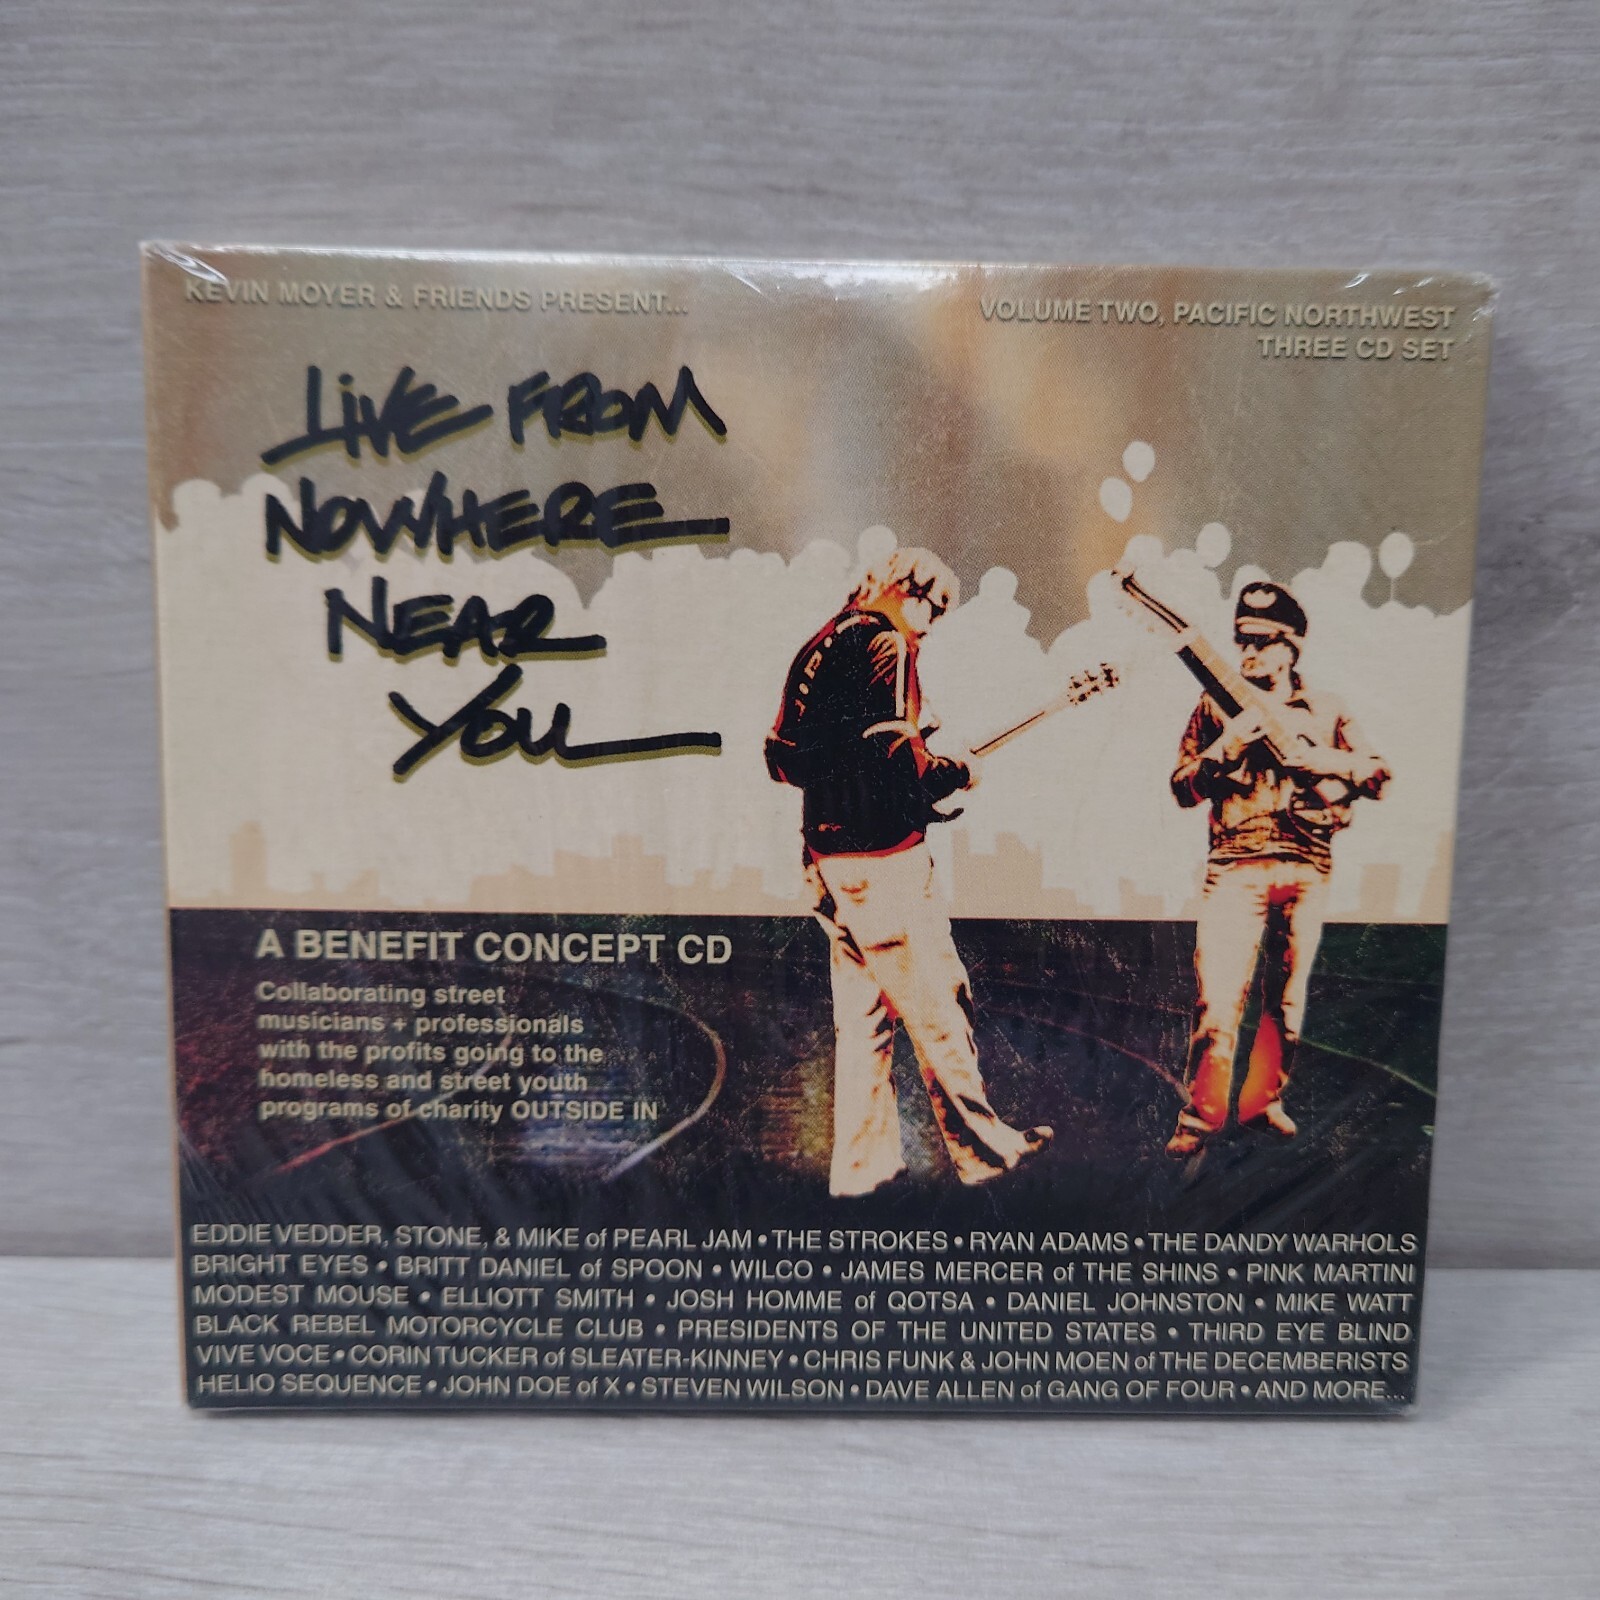 KEVIN MOYER & FRIENDS PRESENT...
VOLUME TWO, PACIFIC NORTHWEST
THREE CD SET
LIVE FROM
NOWHERE
NEAR
YOU
A BENEFIT CONCEPT CD
Collaborating street
musicians + professionals
with the profits going to the
homeless and street youth
programs of charity OUTSIDE IN
EDDIE VEDDER, STONE, & MIKE of PEARL JAM • THE STROKES • RYAN ADAMS • THE DANDY WARHOLS
BRIGHT EYES • BRITT DANIEL of SPOON • WILCO • JAMES MERCER of THE SHINS • PINK MARTINI
MODEST MOUSE • ELLIOTT SMITH • JOSH HOMME of QOTSA • DANIEL JOHNSTON • MIKE WATT
BLACK REBEL MOTORCYCLE CLUB • PRESIDENTS OF THE UNITED STATES • THIRD EYE BLIND
VIVE VOCE • CORIN TUCKER of SLEATER-KINNEY • CHRIS FUNK & JOHN MOEN of THE DECEMBERISTS
HELIO SEQUENCE • JOHN DOE of X • STEVEN WILSON • DAVE ALLEN of GANG OF FOUR • AND MORE...